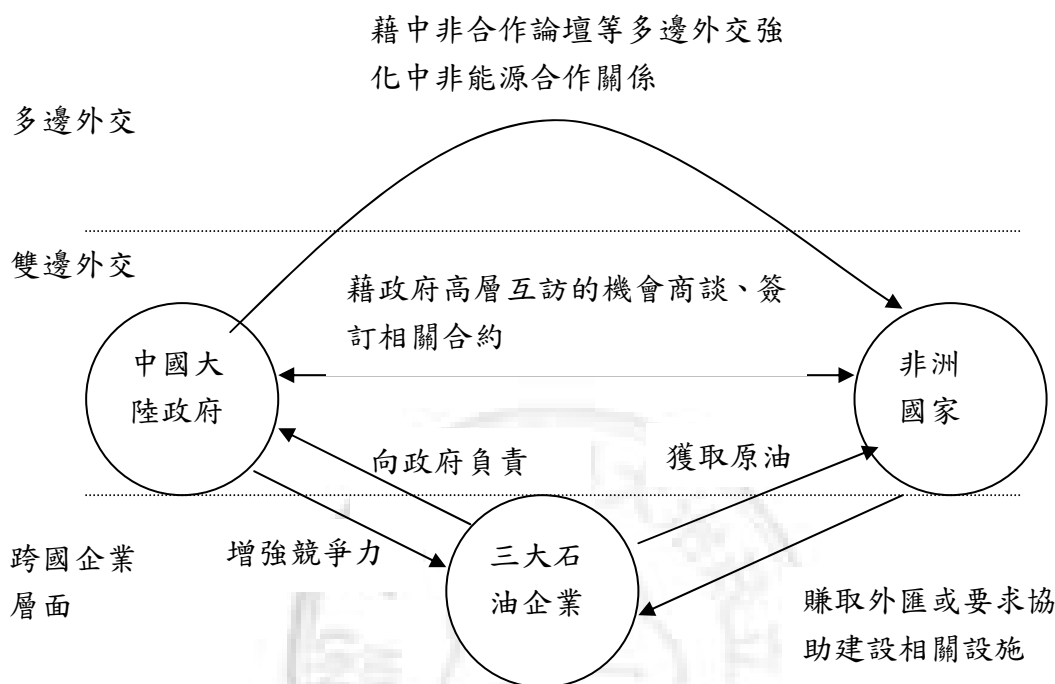 藉中非合作論壇等多邊外交強
化中非能源合作關係
多邊外交
雙邊外交
藉政府高層互訪的機會商談、簽
訂相關合約
中國大
陸政府
非洲
國家
向政府負責
獲取原油
跨國企業
層面
增強競爭力
三大石
油企業
賺取外匯或要求協
助建設相關設施